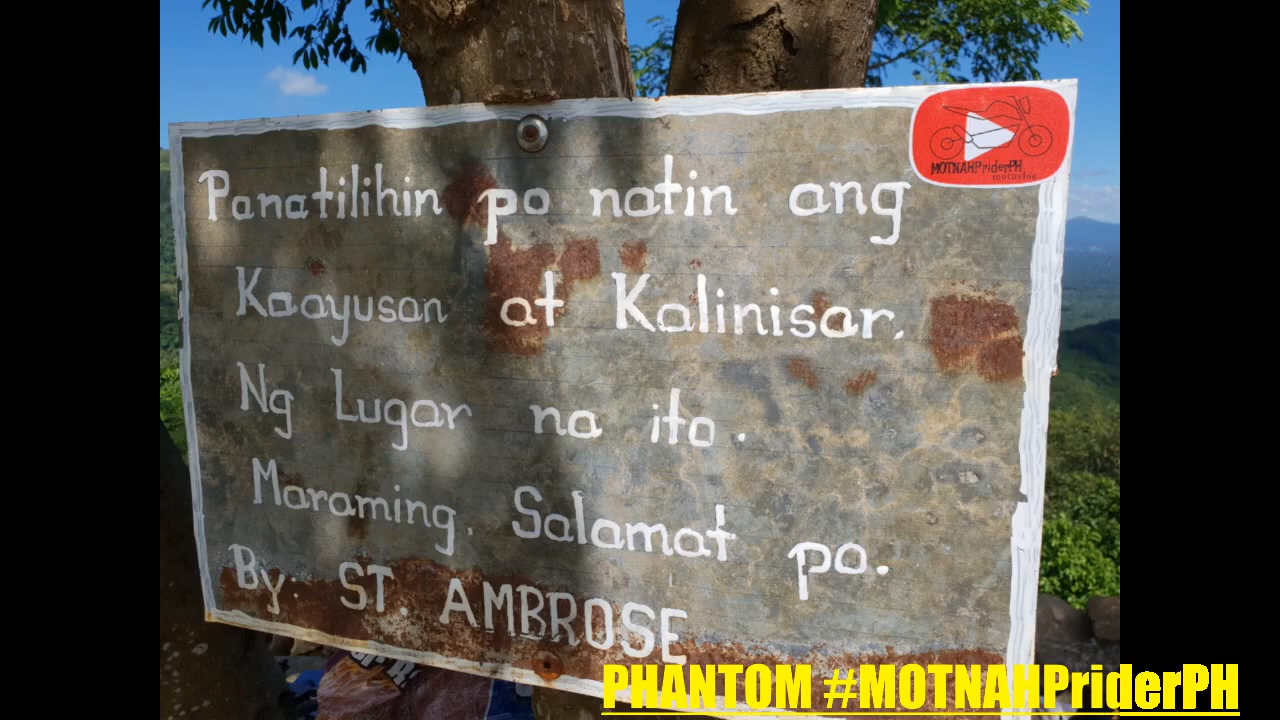 MOTNAHPriderPH
motovlog
Panatilihin po natin ang
Kaayusan at Kalinisan.
Ng Lugar na ito.
Maraming. Salamat po.
By: ST. AMBROSE
PHANTOM #MOTNAHPriderPH